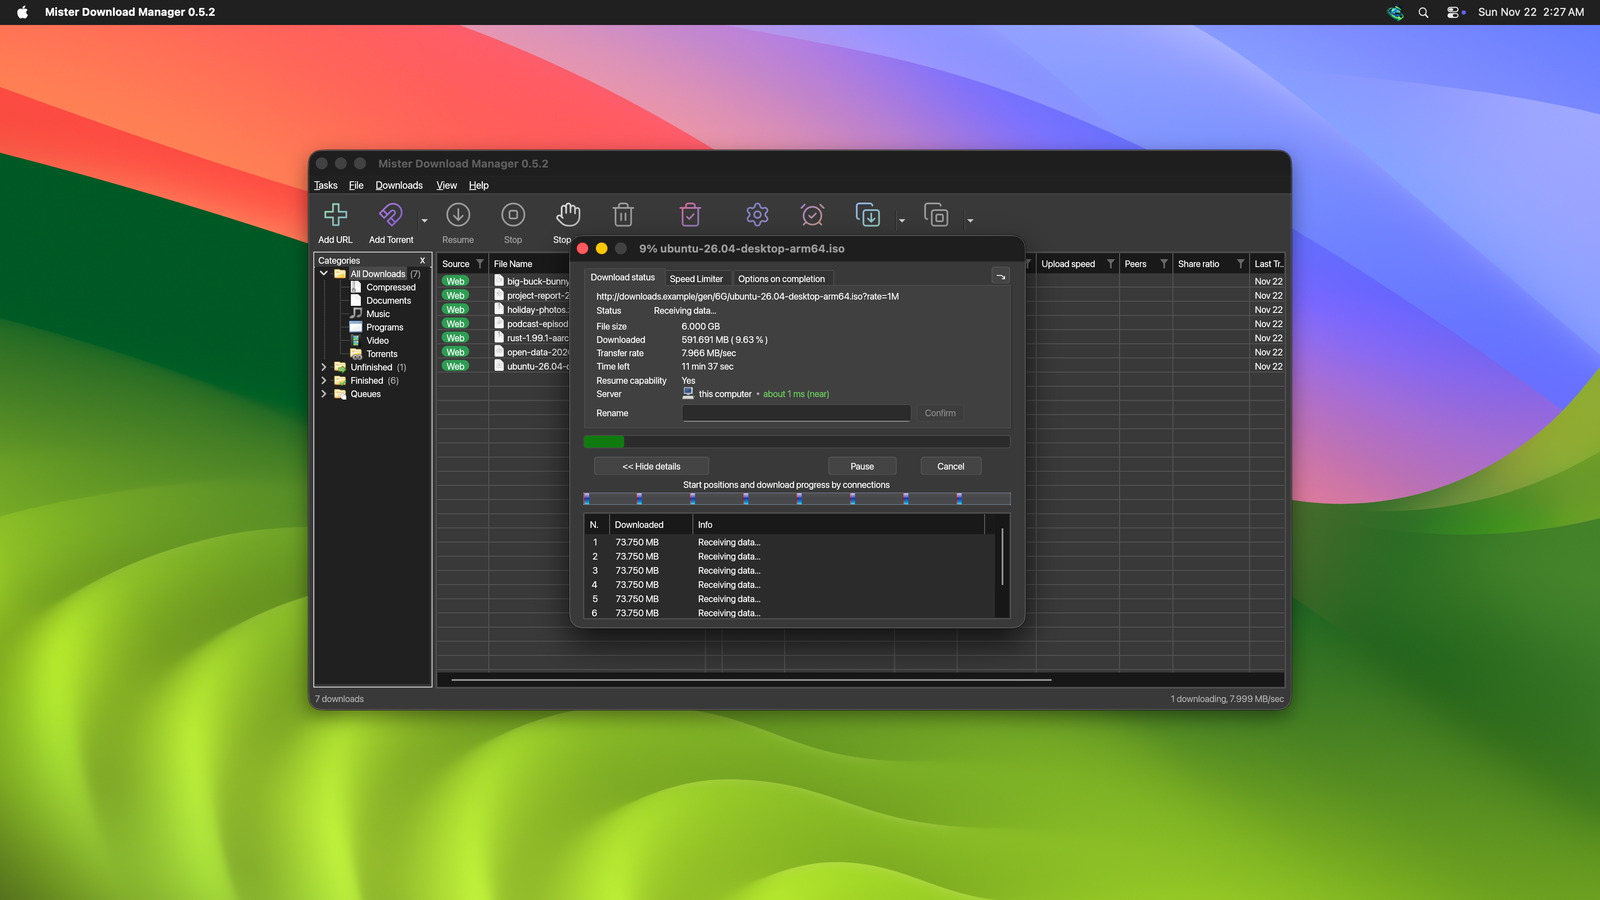 Mister Download Manager 0.5.2
Sun Nov 22 2:27 AM
Mister Download Manager 0.5.2
Tasks File Downloads View Help
Add URL Add Torrent Resume Stop Stop
Categories X
All Downloads (7)
Compressed
Documents
Music
Programs
Video
Torrents
Unfinished (1)
Finished (6)
Queues
Source File Name Upload speed Peers Share ratio Last Tr...
Web big-buck-bunny Nov 22
Web project-report-2 Nov 22
Web holiday-photos. Nov 22
Web podcast-episod Nov 22
Web rust-1.99.1-aarc Nov 22
Web open-data-202 Nov 22
Web ubuntu-26.04-d Nov 22
9% ubuntu-26.04-desktop-arm64.iso
Download status Speed Limiter Options on completion
http://downloads.example/gen/6G/ubuntu-26.04-desktop-arm64.iso?rate=1M
Status Receiving data...
File size 6.000 GB
Downloaded 591.691 MB ( 9.63 % )
Transfer rate 7.966 MB/sec
Time left 11 min 37 sec
Resume capability Yes
Server this computer • about 1 ms (near)
Rename Confirm
<< Hide details Pause Cancel
Start positions and download progress by connections
N. Downloaded Info
1 73.750 MB Receiving data...
2 73.750 MB Receiving data...
3 73.750 MB Receiving data...
4 73.750 MB Receiving data...
5 73.750 MB Receiving data...
6 73.750 MB Receiving data...
7 downloads
1 downloading, 7.999 MB/sec